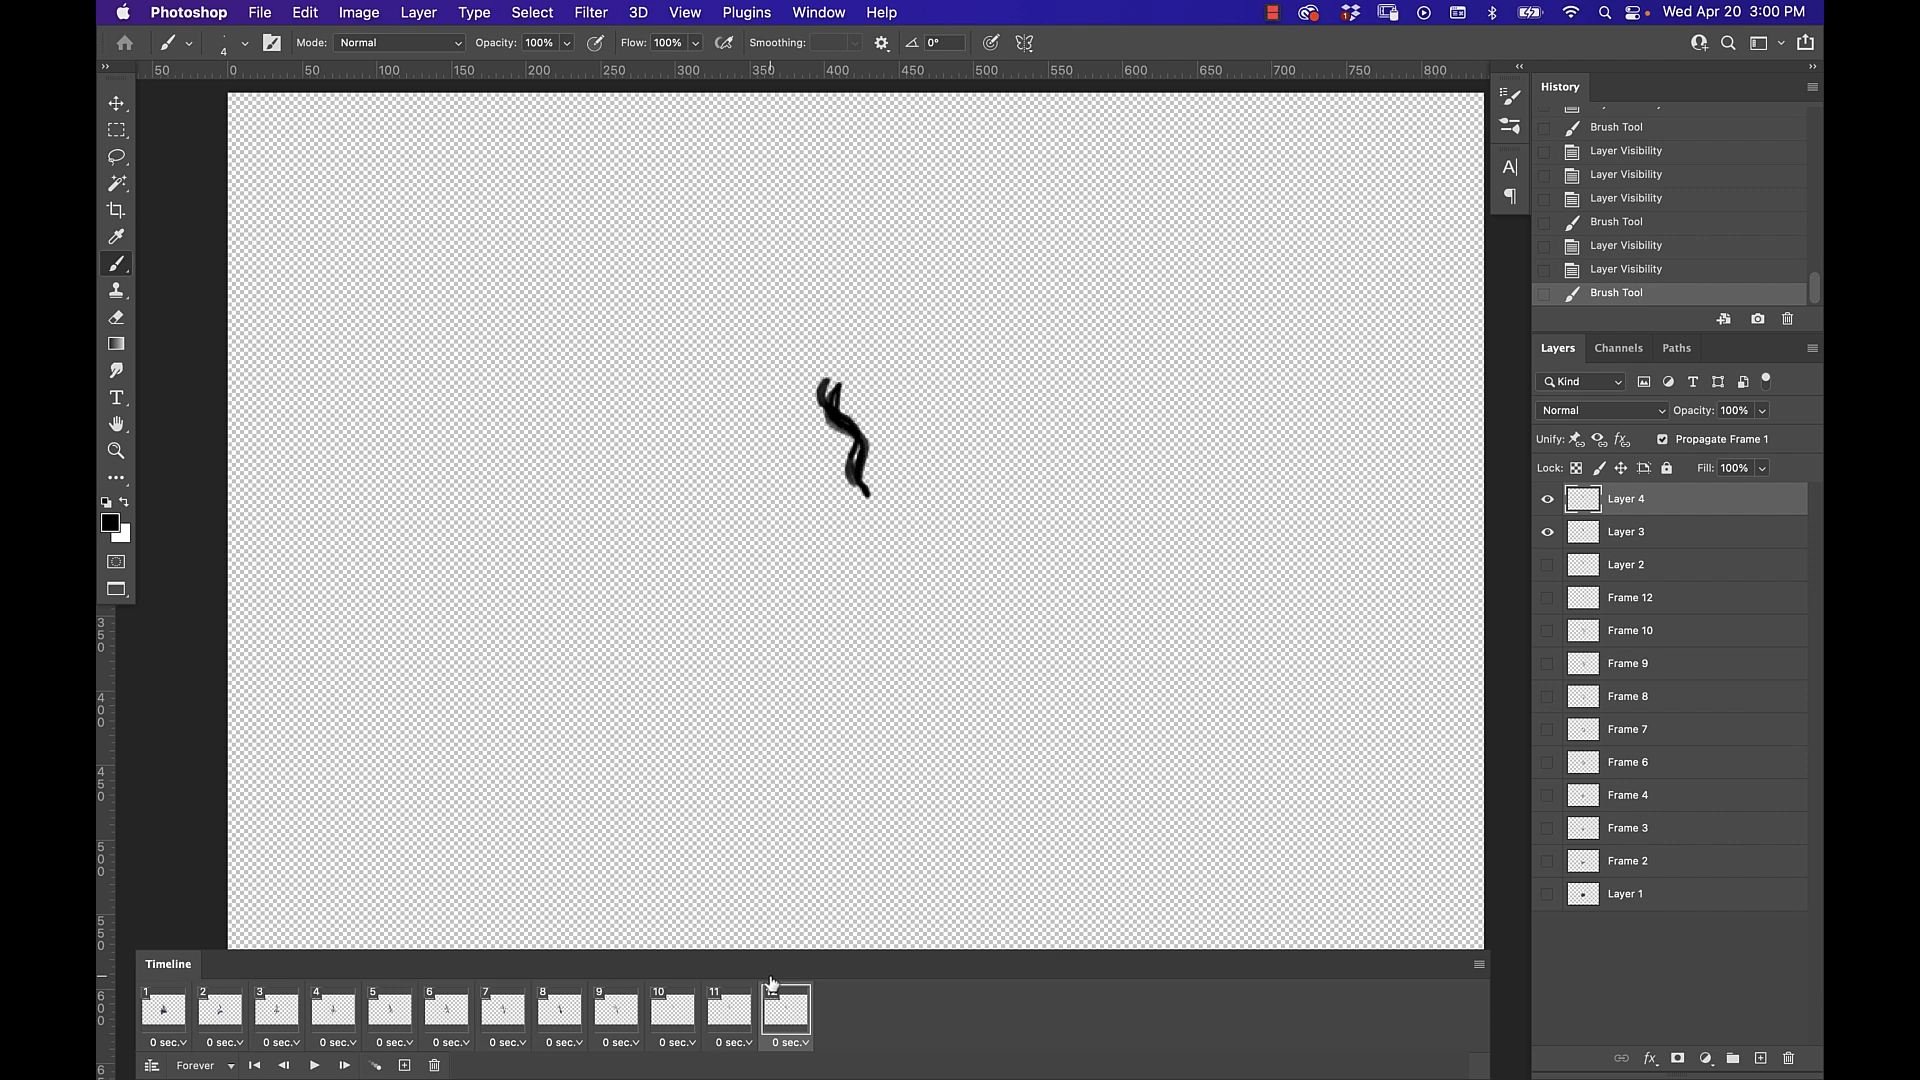 Photoshop File Edit Image Layer Type Select Filter 3D View Plugins Window Help Wed Apr 20 3:00 PM
4 Mode: Normal Opacity: 100% Flow: 100% Smoothing: 0°
50 0 50 100 150 200 250 300 350 400 450 500 550 600 650 700 750 800
History
Brush Tool
Layer Visibility
Layer Visibility
Layer Visibility
Brush Tool
Layer Visibility
Layer Visibility
Brush Tool
Layers Channels Paths
Kind
Normal Opacity: 100%
Unify: Propagate Frame 1
Lock: Fill: 100%
Layer 4
Layer 3
Layer 2
Frame 12
Frame 10
Frame 9
Frame 8
Frame 7
Frame 6
Frame 4
Frame 3
Frame 2
Layer 1
350
400
450
500
550
600
Timeline
1 2 3 4 5 6 7 8 9 10 11
0 sec. 0 sec. 0 sec. 0 sec. 0 sec. 0 sec. 0 sec. 0 sec. 0 sec. 0 sec. 0 sec. 0 sec.
Forever